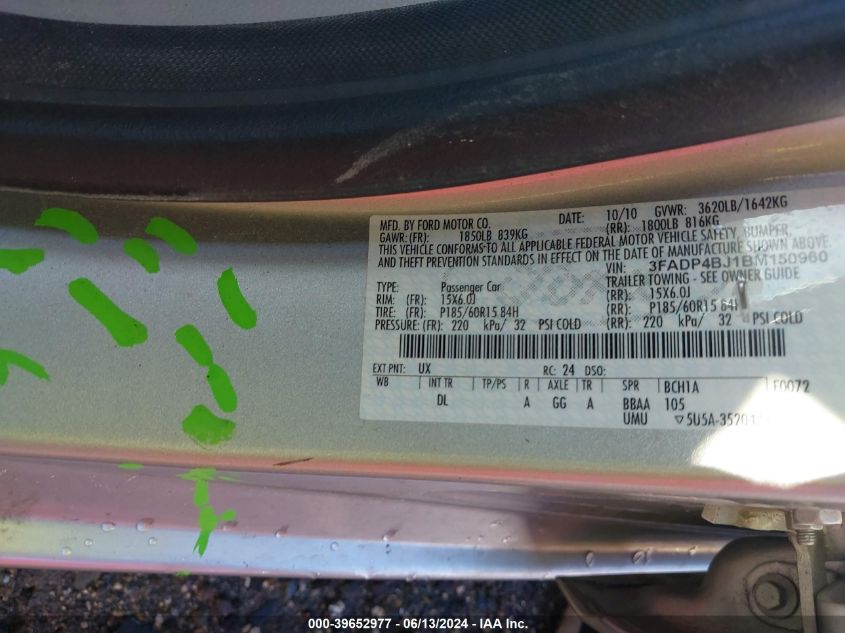 MFD. BY FORD MOTOR CO.
DATE: 10/10 GVWR: 3620LB/1642KG
GAWR: (FR): 1850LB 839KG (RR): 1800LB 816KG
THIS VEHICLE CONFORMS TO ALL APPLICABLE FEDERAL MOTOR VEHICLE SAFETY, BUMPER,
AND THEFT PREVENTION STANDARDS IN EFFECT ON THE DATE OF MANUFACTURE SHOWN ABOVE
VIN: 3FADP4BJ1BM150960
TRAILER TOWING - SEE OWNER GUIDE
TYPE: Passenger Car
RIM: (FR): 15X6.0J (RR): 15X6.0J
TIRE: (FR): P185/60R15 84H (RR): P185/60R15 84H
PRESSURE: (FR): 220 kPa/ 32 PSI COLD (RR): 220 kPa/ 32 PSI COLD
EXT PNT: UX RC: 24 DSO:
WB INT TR TP/PS R AXLE TR SPR BCH1A F0072
DL A GG A BBAA 105
UMU ▽5U5A-3520
000-39652977 - 06/13/2024 - IAAI Inc.